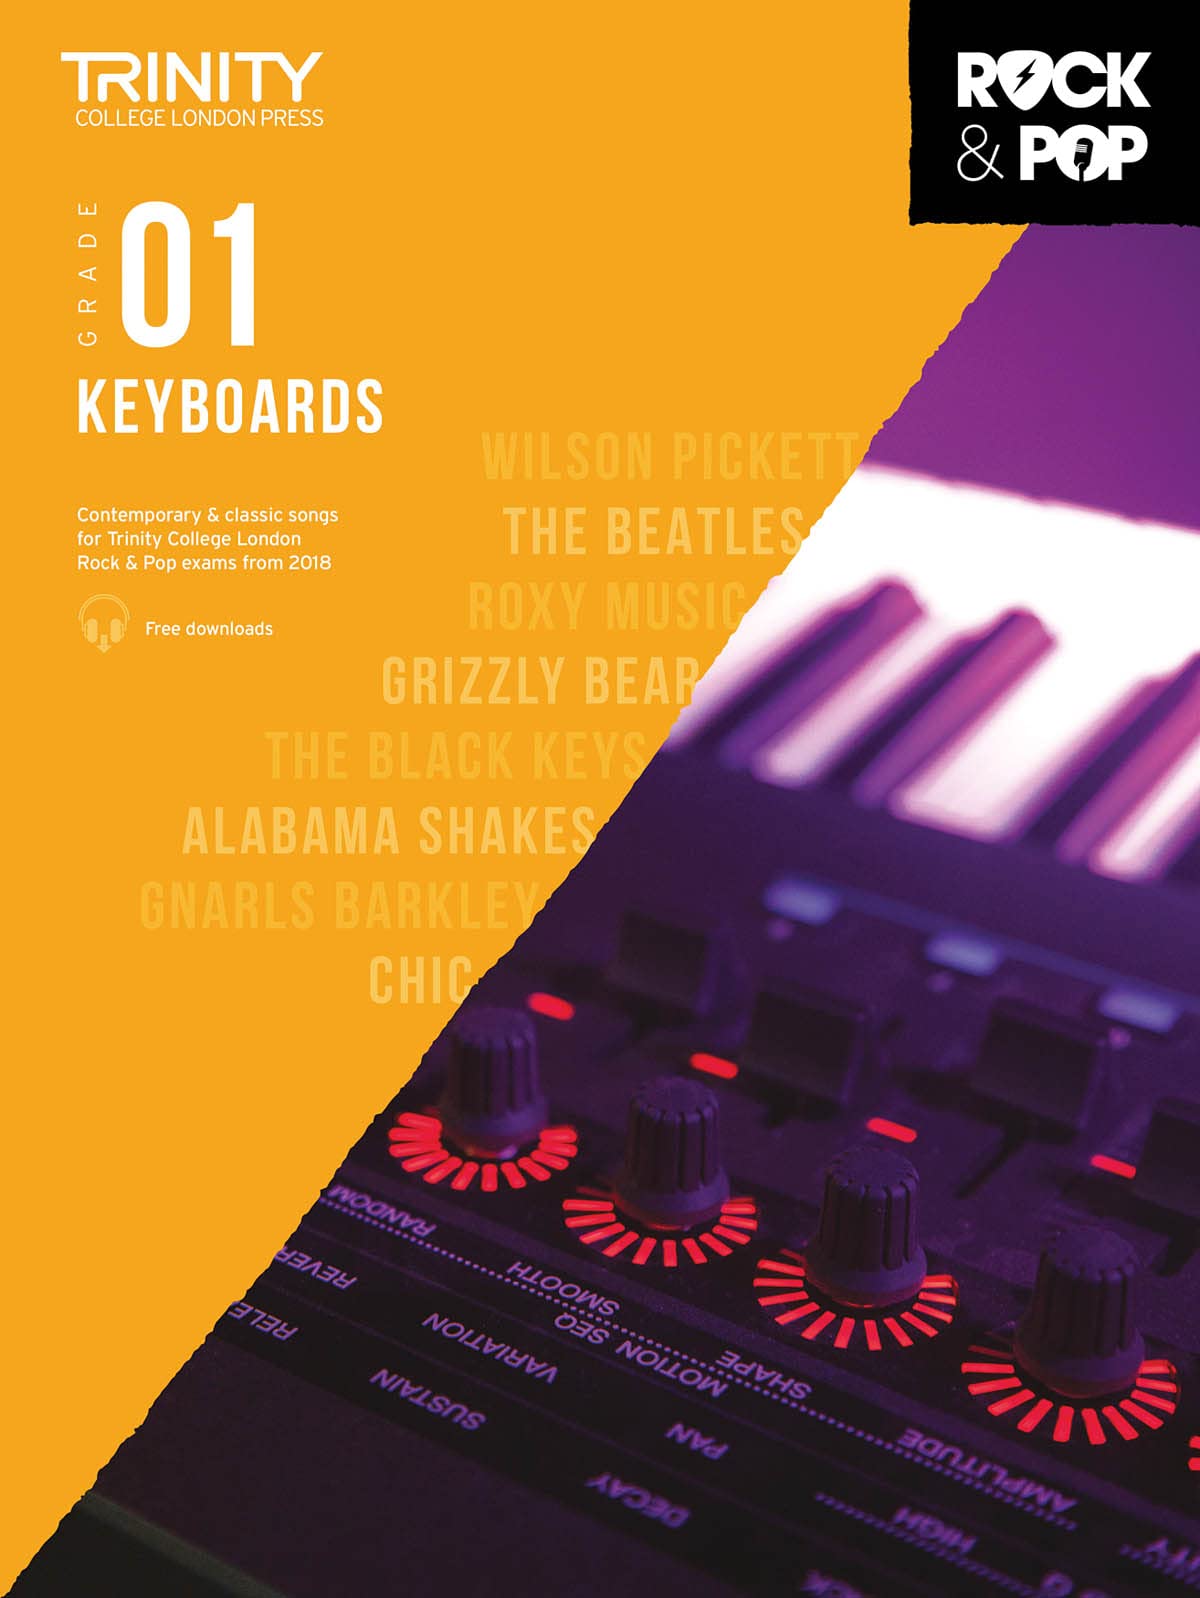 TRINITY
COLLEGE LONDON PRESS
ROCK
& POP
GRADE
01
KEYBOARDS
Contemporary & classic songs
for Trinity College London
Rock & Pop exams from 2018
Free downloads
WILSON PICKETT
THE BEATLES
ROXY MUSIC
GRIZZLY BEAR
THE BLACK KEYS
ALABAMA SHAKES
GNARLS BARKLEY
CHIC
RANDOM
SMOOTH
SHAPE
AMPLITUDE
REVER
VARIATION
SEQ
MOTION
PAN
HIGH
RELE
SUSTAIN
DECAY